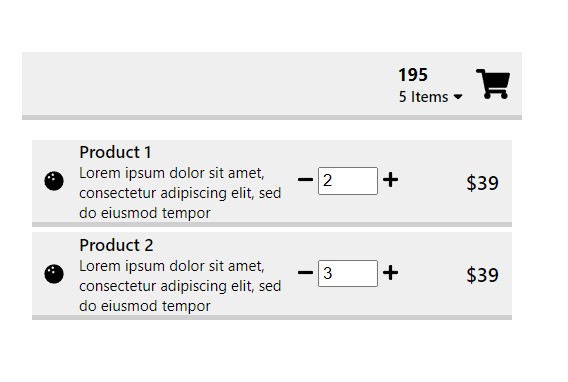 195
5 Items
Product 1
Lorem ipsum dolor sit amet,
consectetur adipiscing elit, sed
do eiusmod tempor
2
$39
Product 2
Lorem ipsum dolor sit amet,
consectetur adipiscing elit, sed
do eiusmod tempor
3
$39